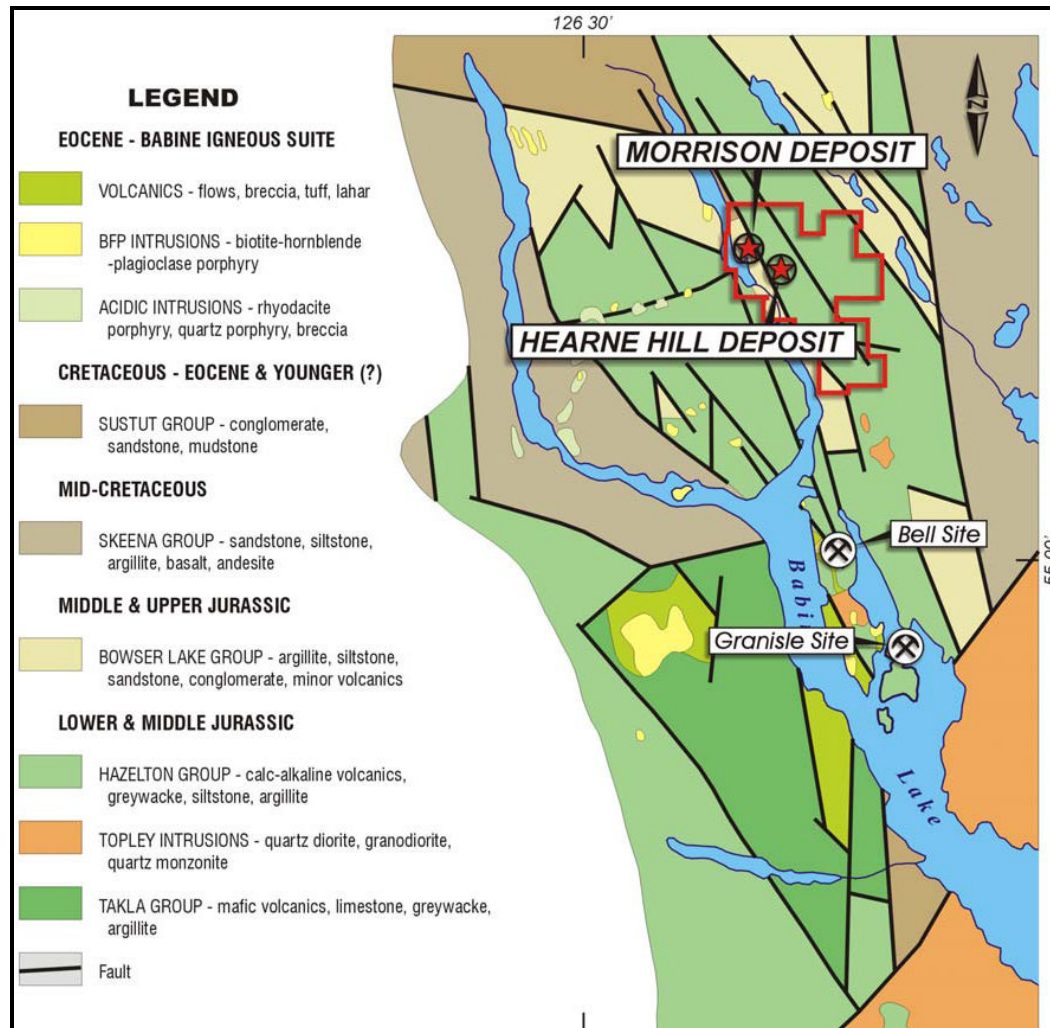 126 30'
LEGEND
EOCENE - BABINE IGNEOUS SUITE
VOLCANICS - flows, breccia, tuff, lahar
BFP INTRUSIONS - biotite-hornblende
-plagioclase porphyry
ACIDIC INTRUSIONS - rhyodacite
porphyry, quartz porphyry, breccia
CRETACEOUS - EOCENE & YOUNGER (?)
SUSTUT GROUP - conglomerate,
sandstone, mudstone
MID-CRETACEOUS
SKEENA GROUP - sandstone, siltstone,
argillite, basalt, andesite
MIDDLE & UPPER JURASSIC
BOWSER LAKE GROUP - argillite, siltstone,
sandstone, conglomerate, minor volcanics
LOWER & MIDDLE JURASSIC
HAZELTON GROUP - calc-alkaline volcanics,
greywacke, siltstone, argillite
TOPLEY INTRUSIONS - quartz diorite, granodiorite,
quartz monzonite
TAKLA GROUP - mafic volcanics, limestone, greywacke,
argillite
Fault
N
MORRISON DEPOSIT
HEARNE HILL DEPOSIT
Bell Site
Granisle Site
Lake